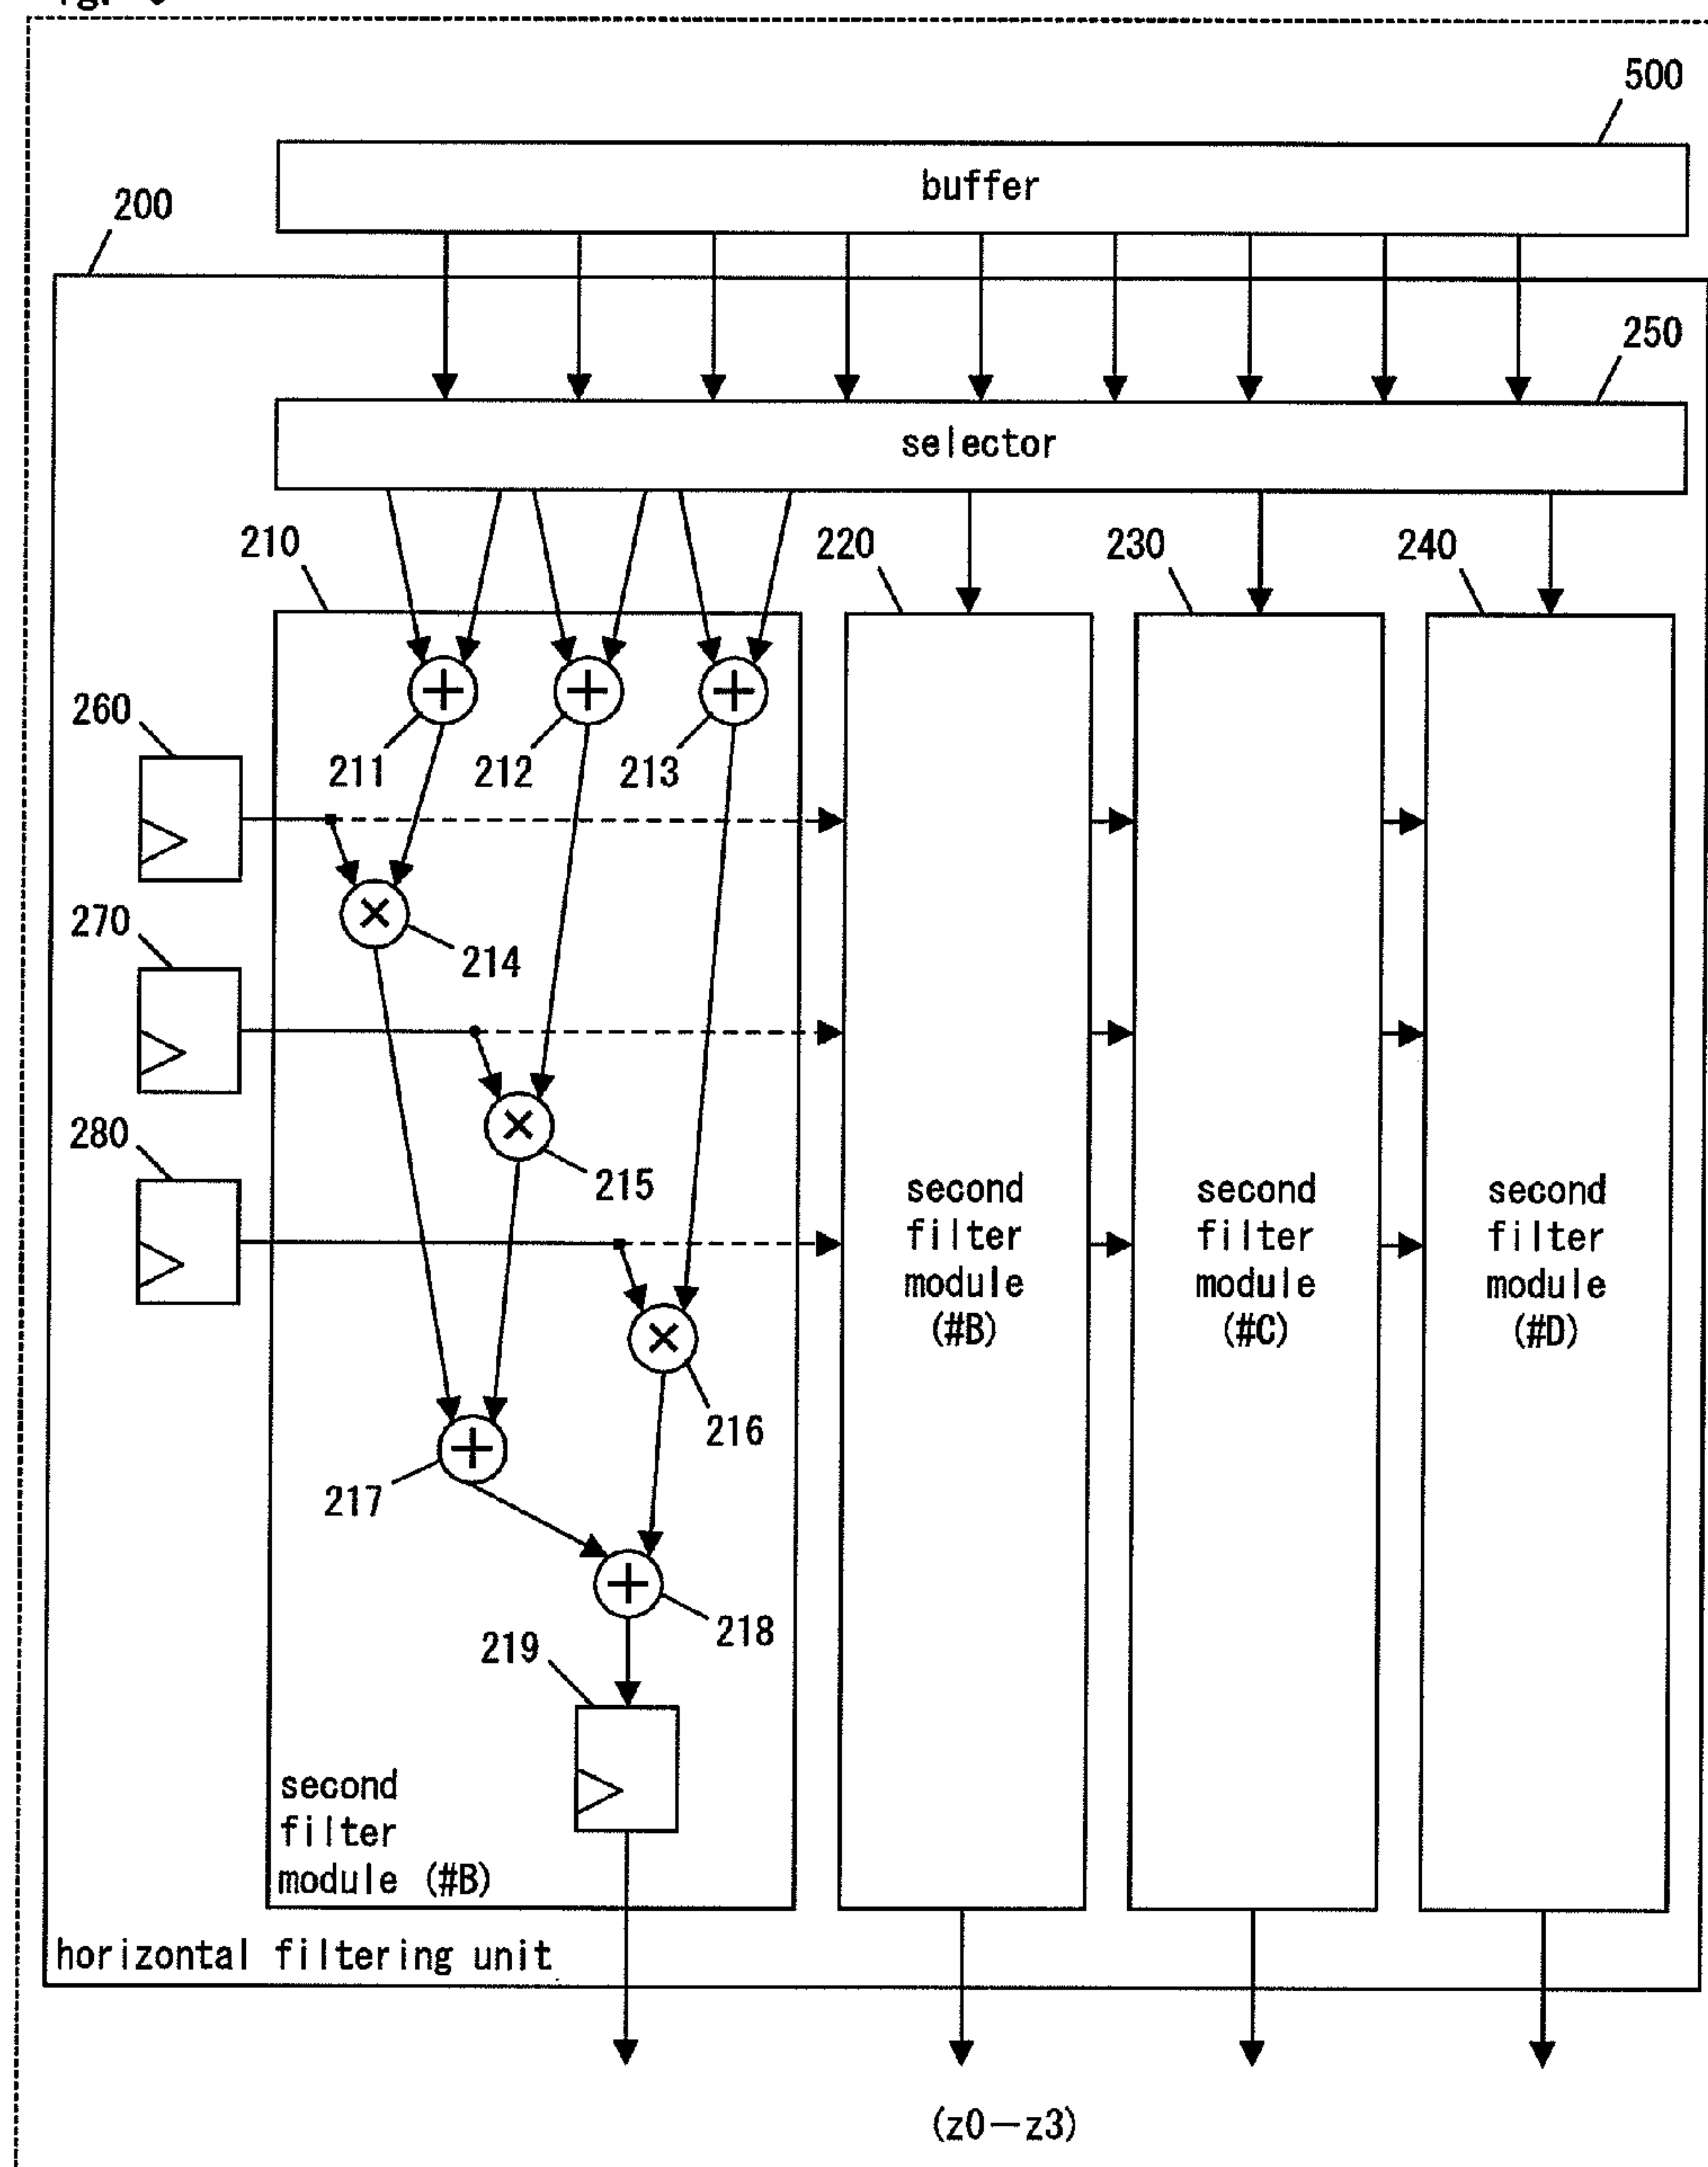 500
buffer
200
250
selector
210
220
230
240
260
211
212
213
270
214
280
215
second
filter
module
(#B)
second
filter
module
(#C)
second
filter
module
(#D)
216
217
218
219
second
filter
module (#B)
horizontal filtering unit
(z0-z3)